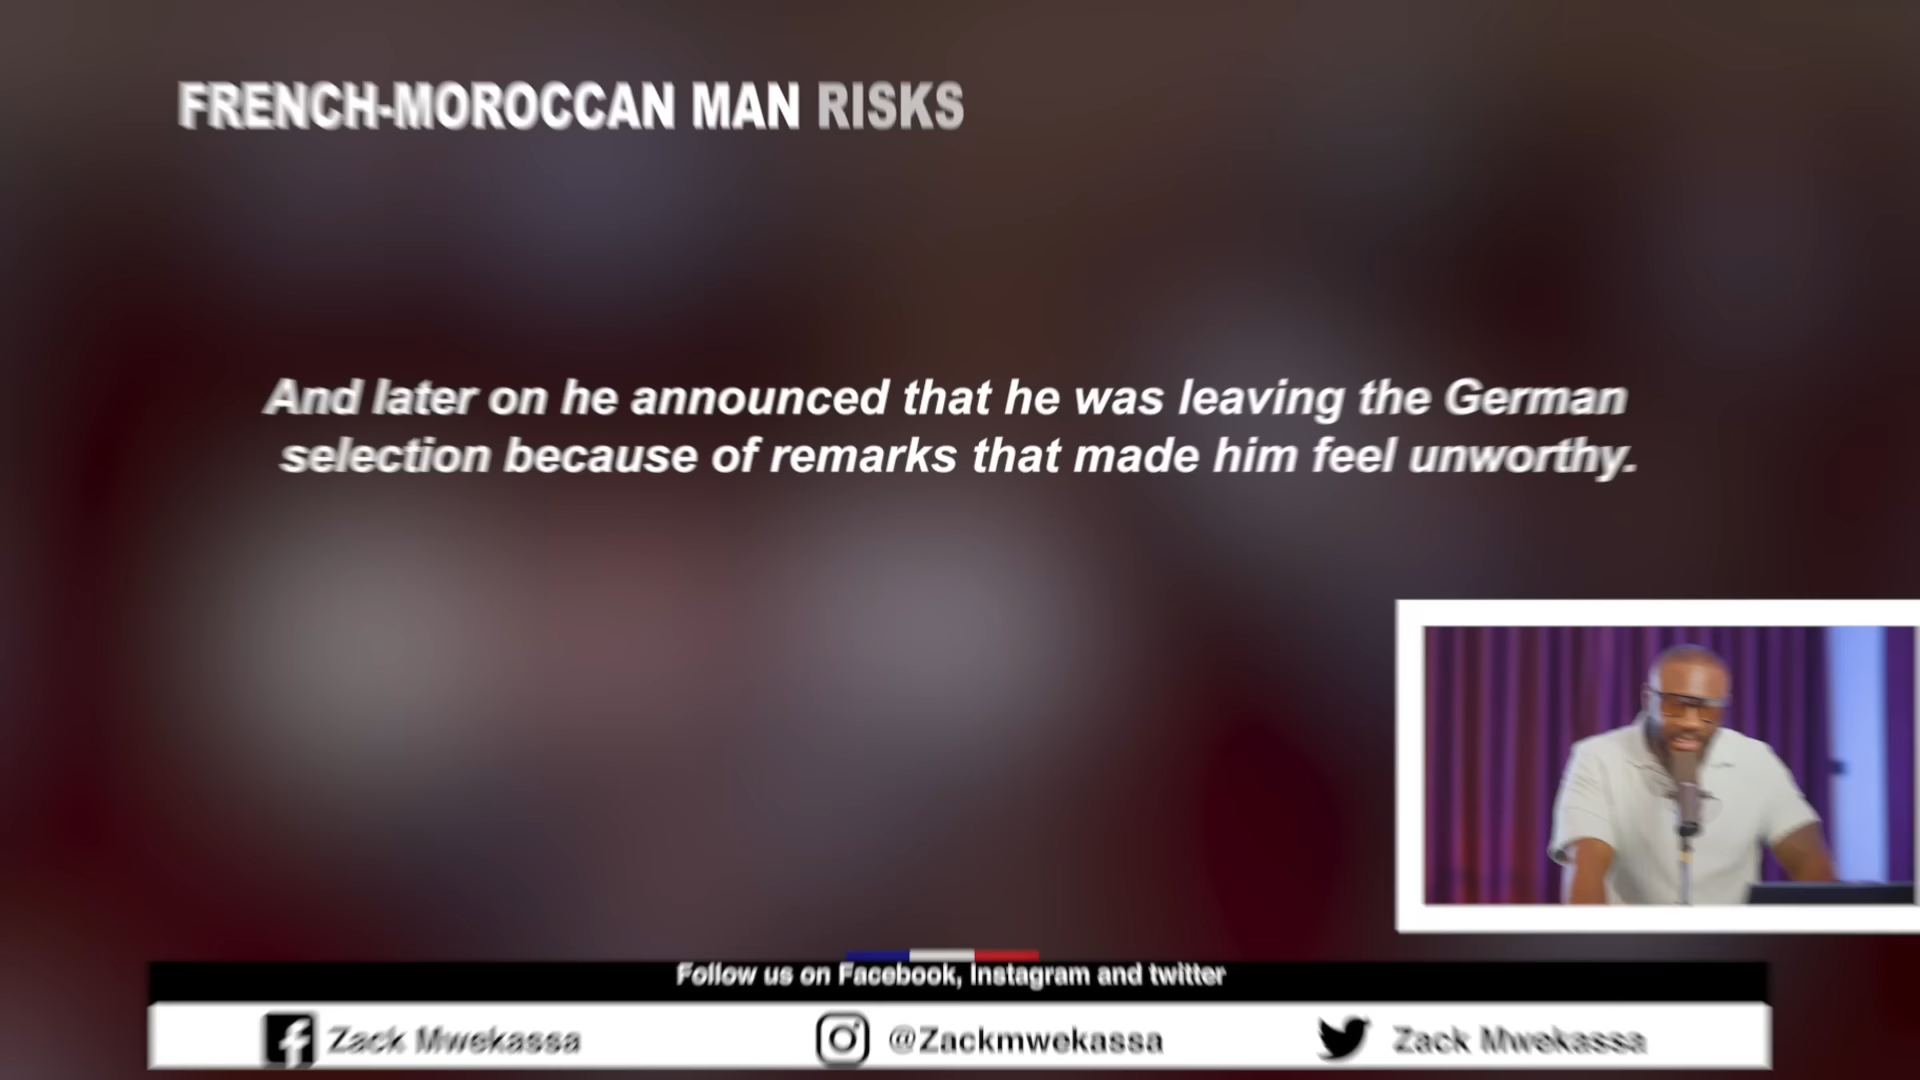 FRENCH-MOROCCAN MAN RISKS
And later on he announced that he was leaving the German
selection because of remarks that made him feel unworthy.
Follow us on Facebook, Instagram and twitter
Zack Mwekassa
@Zackmwekassa
Zack Mwekassa